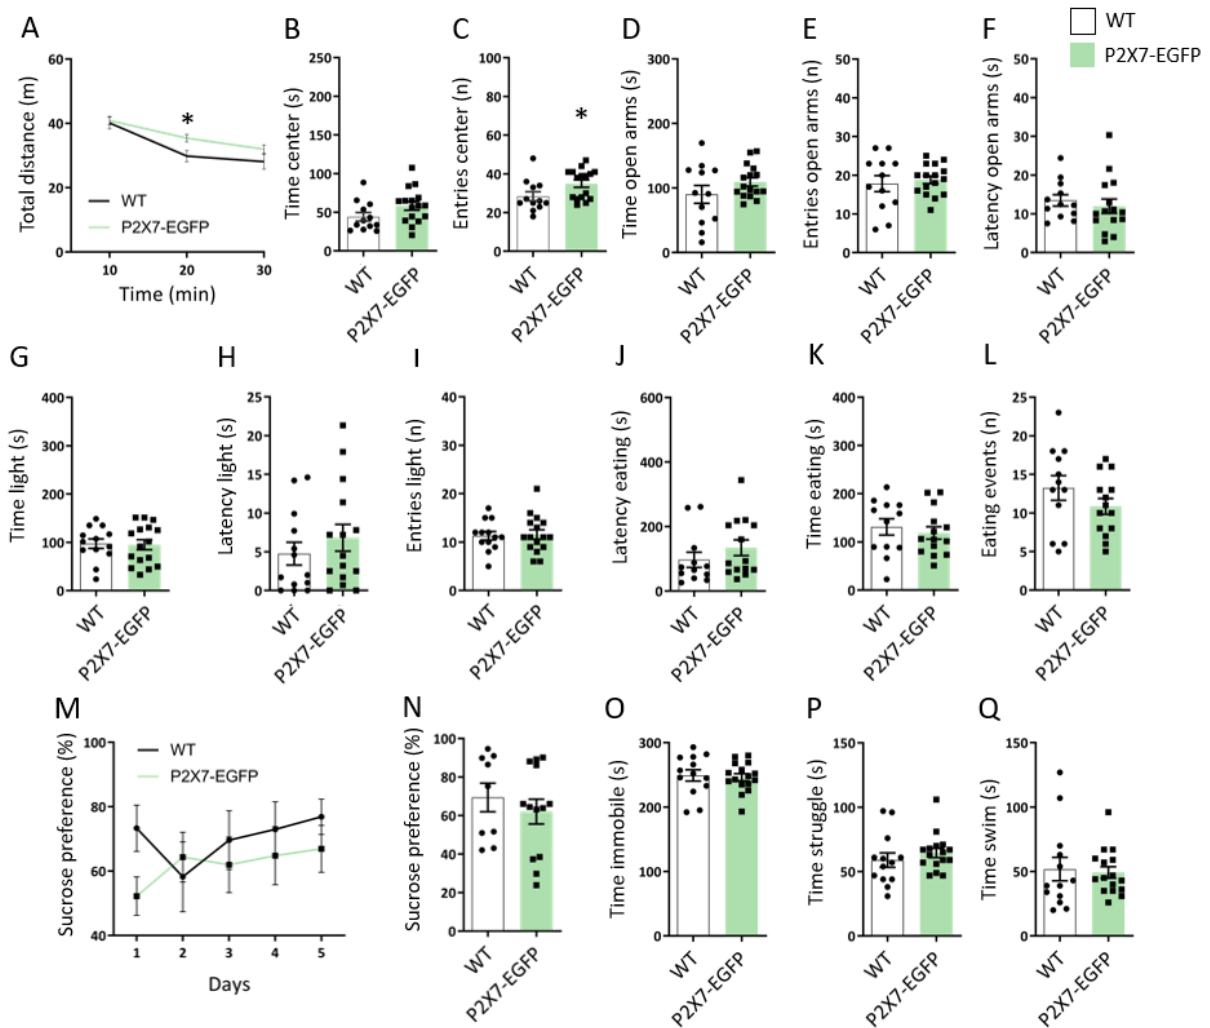 A
B
C
D
E
F
WT
P2X7-EGFP
Total distance (m)
60
40
20
0
*
WT
P2X7-EGFP
10
20
30
Time (min)
Time center (s)
250
200
150
100
50
0
WT
P2X7-EGFP
Entries center (n)
100
80
60
40
20
0
*
WT
P2X7-EGFP
Time open arms (s)
300
200
100
0
WT
P2X7-EGFP
Entries open arms (n)
50
40
30
20
10
0
WT
P2X7-EGFP
Latency open arms (s)
50
40
30
20
10
0
WT
P2X7-EGFP
G
H
I
J
K
L
Time light (s)
400
300
200
100
0
WT
P2X7-EGFP
Latency light (s)
25
20
15
10
5
0
WT
P2X7-EGFP
Entries light (n)
40
30
20
10
0
WT
P2X7-EGFP
Latency eating (s)
600
400
200
0
WT
P2X7-EGFP
Time eating (s)
400
300
200
100
0
WT
P2X7-EGFP
Eating events (n)
25
20
15
10
5
0
WT
P2X7-EGFP
M
N
O
P
Q
Sucrose preference (%)
100
80
60
40
WT
P2X7-EGFP
1
2
3
4
5
Days
Sucrose preference (%)
100
80
60
40
20
0
WT
P2X7-EGFP
Time immobile (s)
300
200
100
0
WT
P2X7-EGFP
Time struggle (s)
150
100
50
0
WT
P2X7-EGFP
Time swim (s)
150
100
50
0
WT
P2X7-EGFP